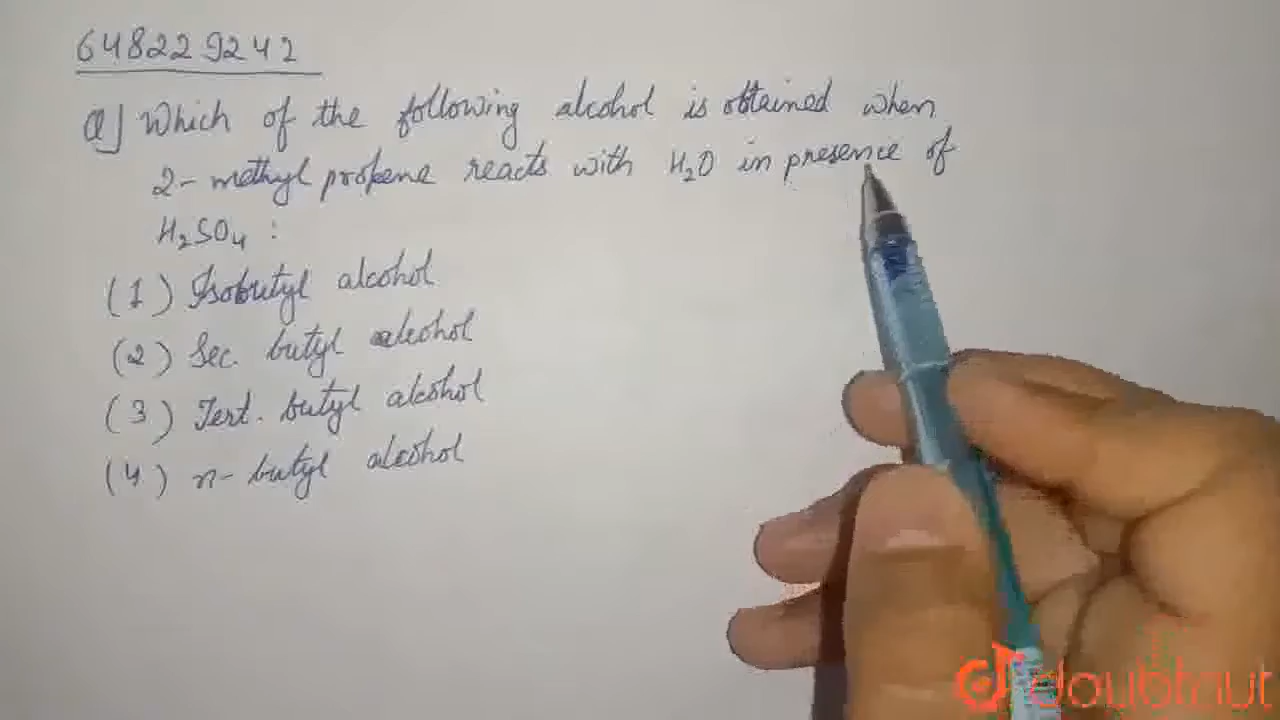 648229242
Q] Which of the following alcohol is obtained when
2-methyl propene reacts with H₂O in presence of
H₂SO₄ :
(1) Isobutyl alcohol
(2) Sec. butyl alcohol
(3) Tert. butyl alcohol
(4) n-butyl alcohol
doubtnut